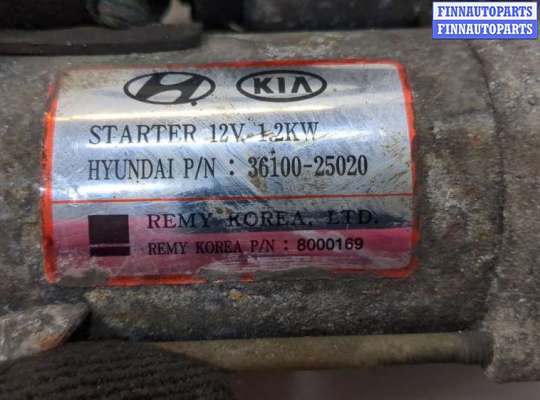 FINNAUTOPARTS
FINNAUTOPARTS
KIA
STARTER 12V 1.2KW
HYUNDAI P/N : 36100-25020
REMY KOREA, LTD.
REMY KOREA P/N : 8000169